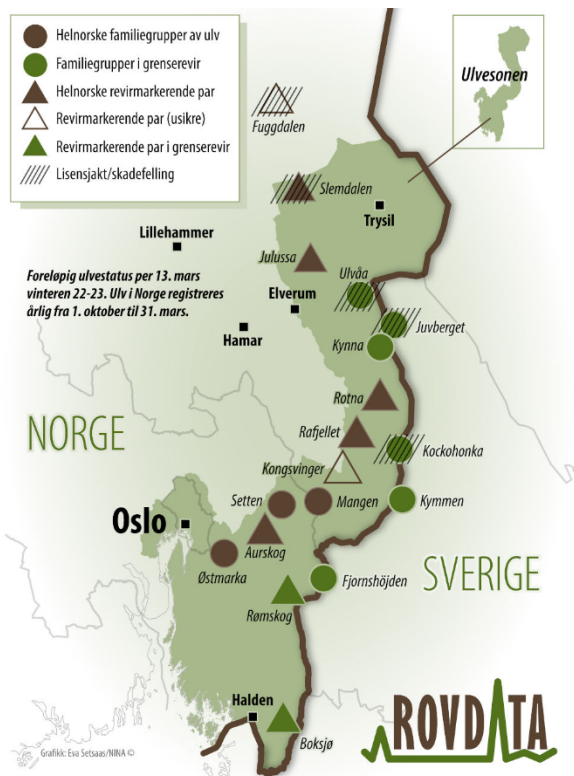 Helnorske familiegrupper av ulv
Familiegrupper i grenserevir
Helnorske revirmarkerende par
Revirmarkerende par (usikre)
Revirmarkerende par i grenserevir
Lisensjakt/skadefelling
Ulvesonen
Fuggdalen
Slemdalen
Trysil
Lillehammer
Julussa
Foreløpig ulvestatus per 13. mars
vinteren 22-23. Ulv i Norge registreres
årlig fra 1. oktober til 31. mars.
Ulvåa
Elverum
Hamar
Juvberget
Kynna
Rotna
NORGE
Rafjellet
Kockohonka
Kongsvinger
Setten
Mangen
Kymmen
Oslo
Aurskog
Østmarka
Fjornshöjden
SVERIGE
Rømskog
Halden
Boksjø
ROVDATA
Grafikk: Eva Setsaas/NINA ©